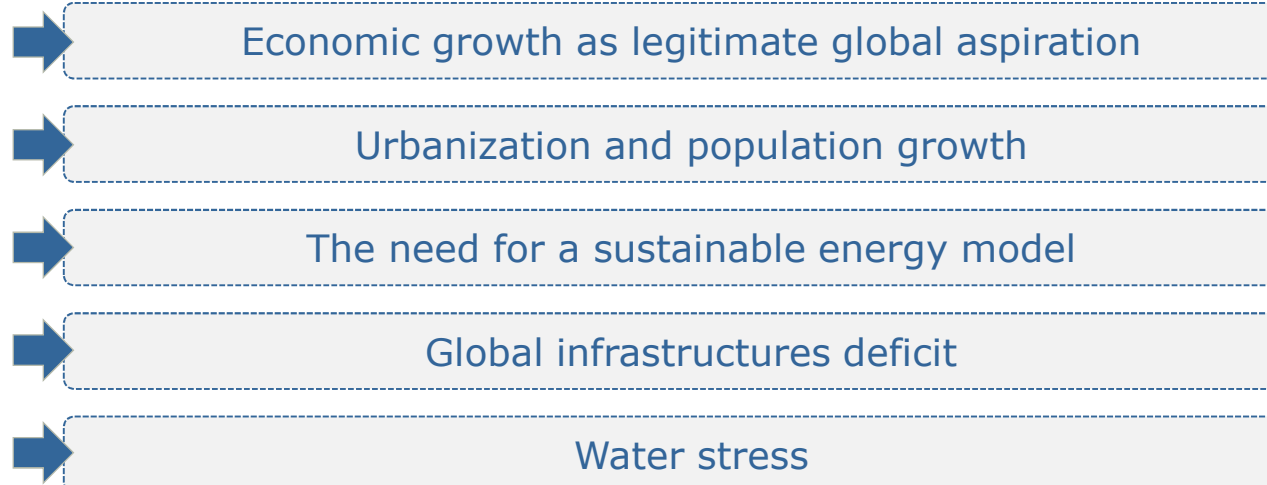 Economic growth as legitimate global aspiration
Urbanization and population growth
The need for a sustainable energy model
Global infrastructures deficit
Water stress